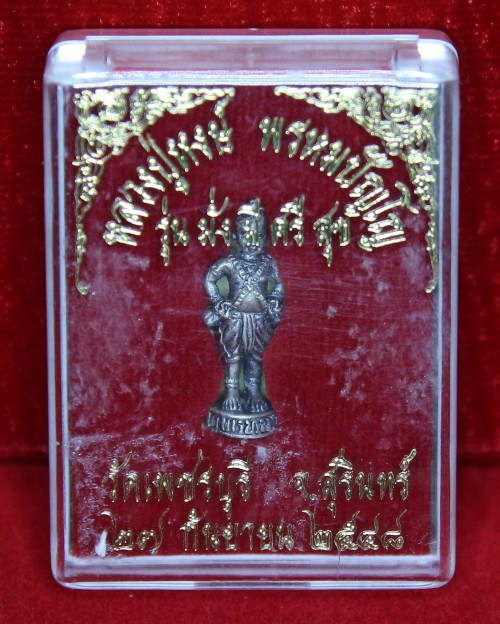 หลวงปู่หงษ์ พรหมปัญโญ
รุ่น มั่ง มี ศรี สุข
วัดเพชรบุรี จ.สุรินทร์
๒๗ กันยายน ๒๕๔๘